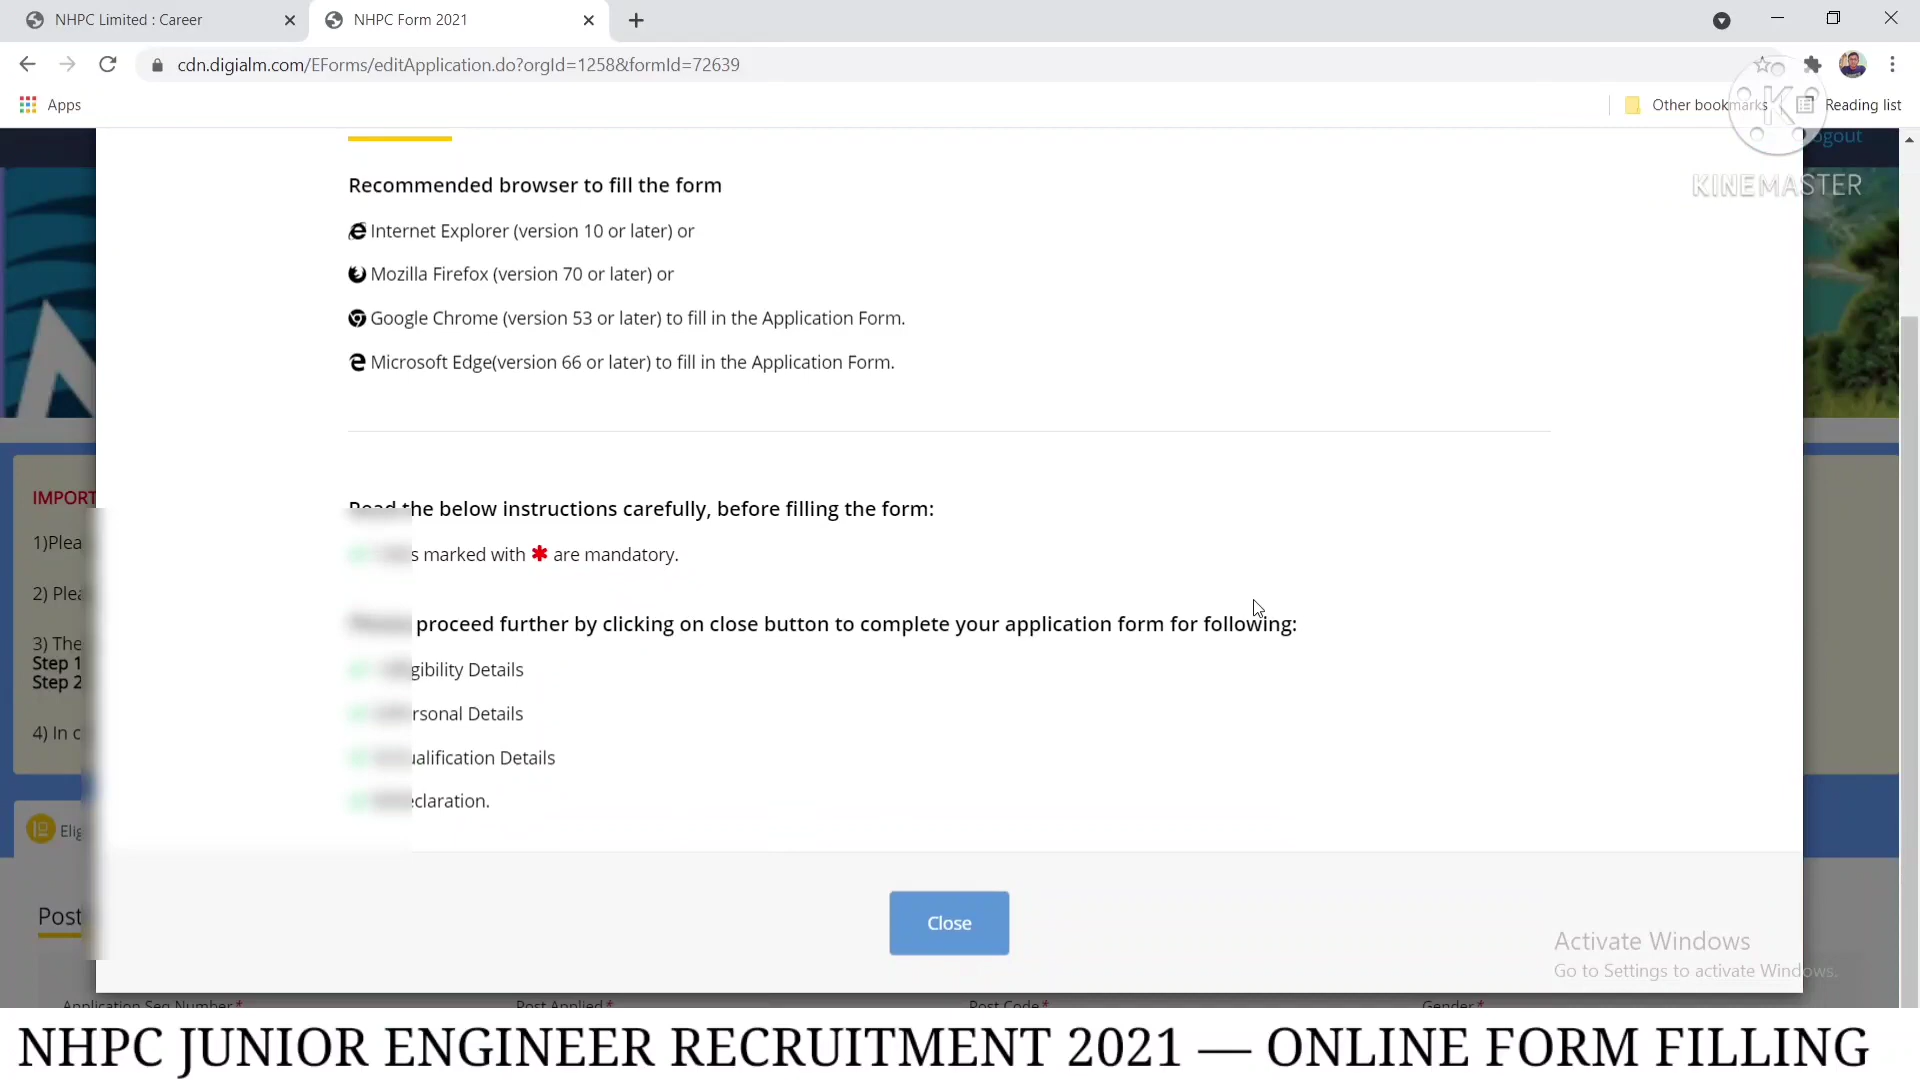 NHPC Limited : Career
NHPC Form 2021
cdn.digialm.com/EForms/editApplication.do?orgId=1258&formId=72639
Apps
Other bookmarks
Reading list
ogout
K
KINEMASTER
Recommended browser to fill the form
Internet Explorer (version 10 or later) or
Mozilla Firefox (version 70 or later) or
Google Chrome (version 53 or later) to fill in the Application Form.
Microsoft Edge(version 66 or later) to fill in the Application Form.
IMPORT
Read the below instructions carefully, before filling the form:
1)Plea
s marked with * are mandatory.
2) Plea
proceed further by clicking on close button to complete your application form for following:
3) The
Step 1
Step 2
gibility Details
rsonal Details
4) In c
ualification Details
eclaration.
Elig
Post
Close
Activate Windows
Go to Settings to activate Windows.
Application Seq Number*
Post Applied*
Post Code*
Gender*
NHPC JUNIOR ENGINEER RECRUITMENT 2021 — ONLINE FORM FILLING